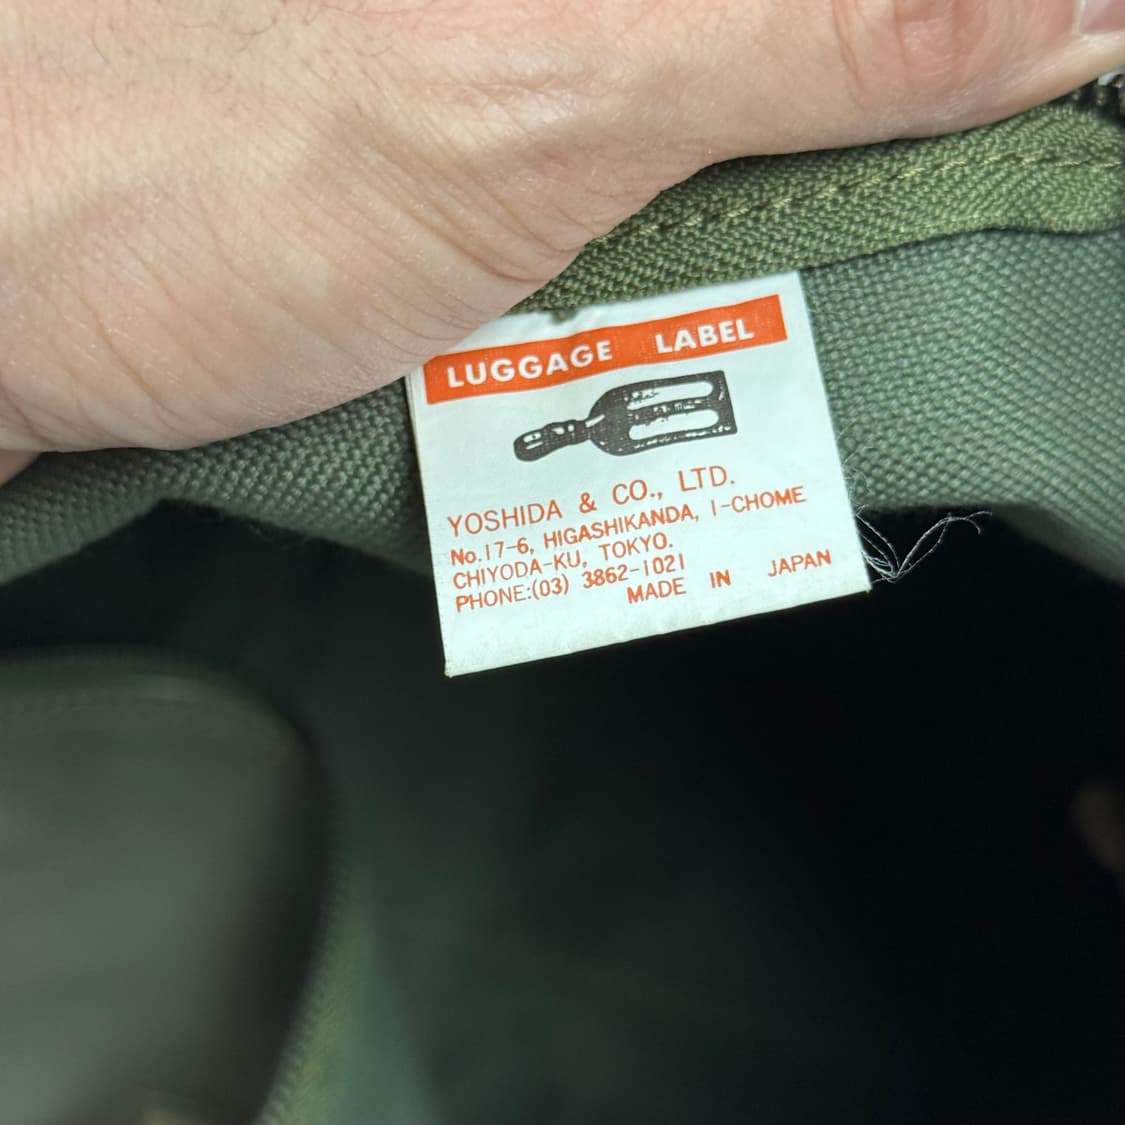 LUGGAGE LABEL
YOSHIDA & CO., LTD.
No.17-6, HIGASHIKANDA, 1-CHOME
CHIYODA-KU, TOKYO.
PHONE:(03) 3862-1021
MADE IN JAPAN